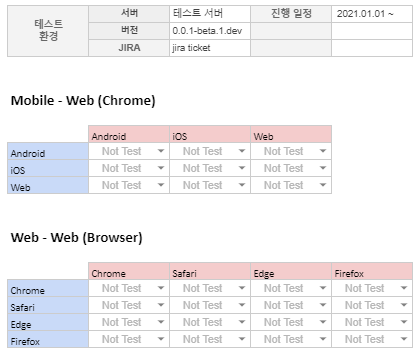 테스트 환경 서버 테스트 서버 진행 일정 2021.01.01 ~
버전 0.0.1-beta.1.dev
JIRA jira ticket
Mobile - Web (Chrome)
Android iOS Web
Android Not Test Not Test Not Test
iOS Not Test Not Test Not Test
Web Not Test Not Test Not Test
Web - Web (Browser)
Chrome Safari Edge Firefox
Chrome Not Test Not Test Not Test Not Test
Safari Not Test Not Test Not Test Not Test
Edge Not Test Not Test Not Test Not Test
Firefox Not Test Not Test Not Test Not Test